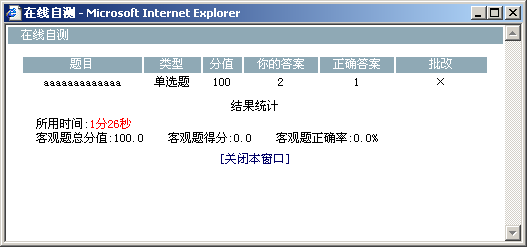 在线自测 - Microsoft Internet Explorer
在线自测
题目 类型 分值 你的答案 正确答案 批改
aaaaaaaaaaaaa 单选题 100 2 1 ×
结果统计
所用时间:1分26秒
客观题总分值:100.0 客观题得分:0.0 客观题正确率:0.0%
[关闭本窗口]